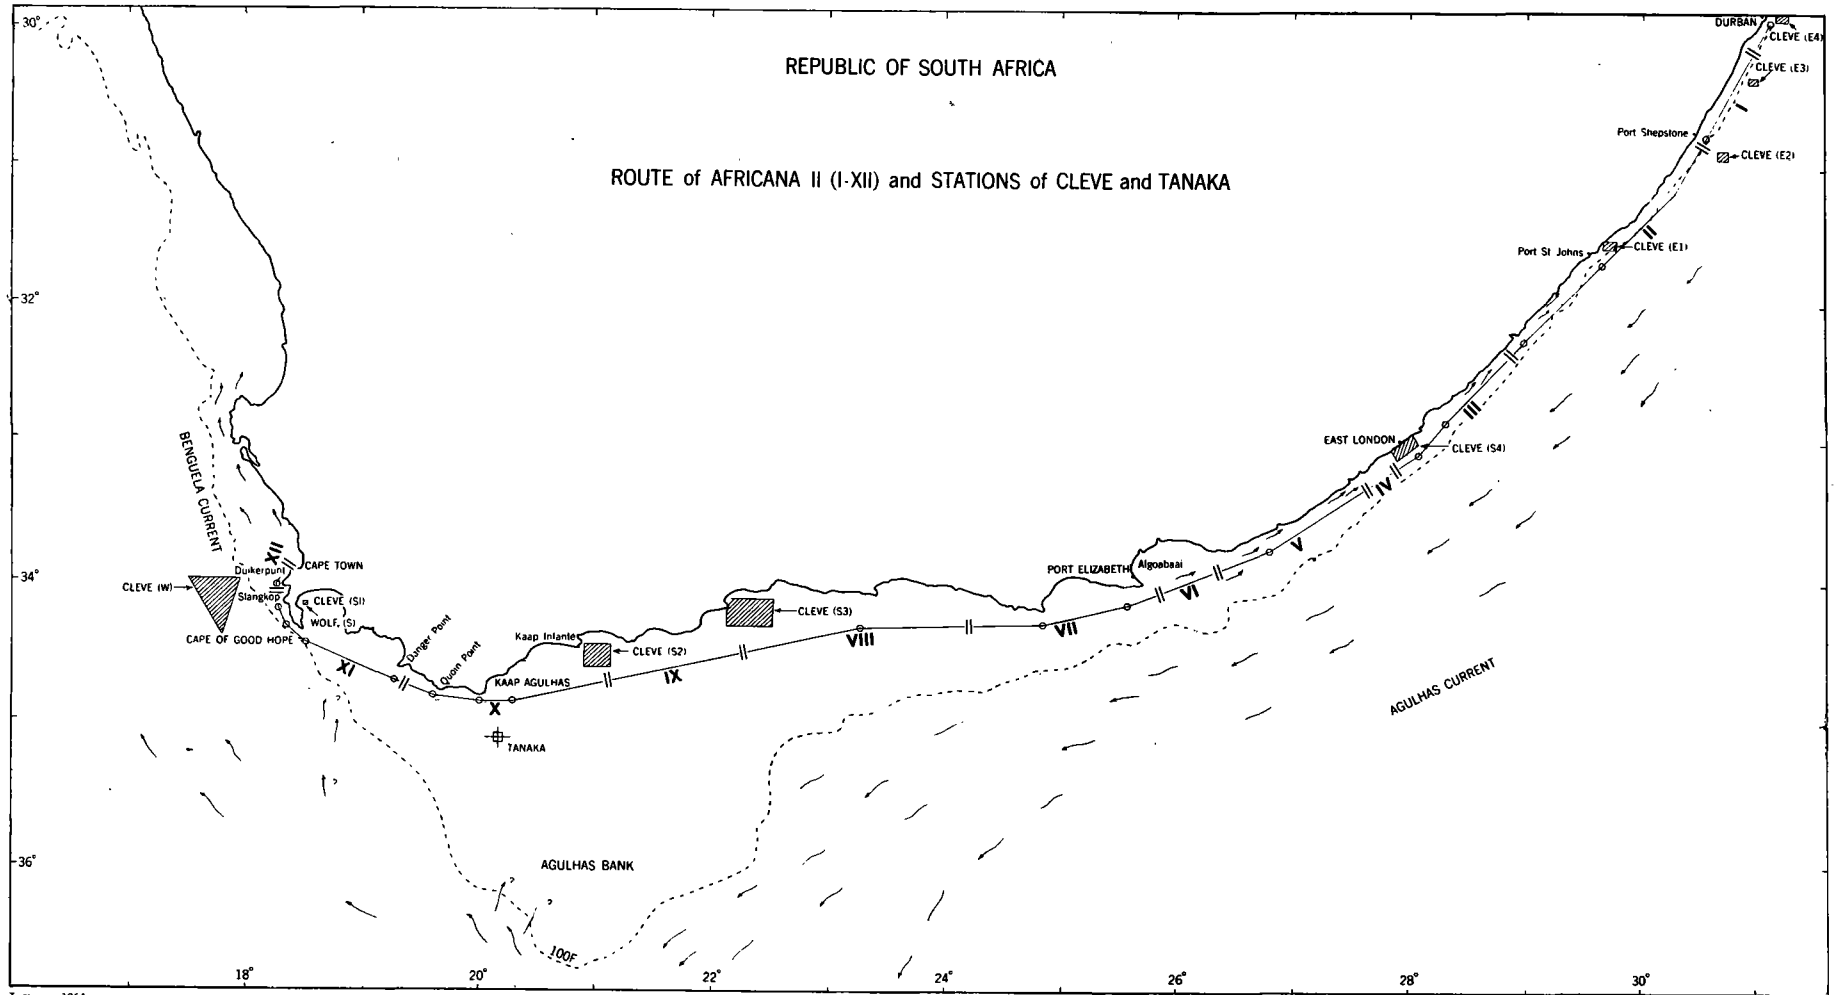 30°
DURBAN
CLEVE (E4)
REPUBLIC OF SOUTH AFRICA
CLEVE (E3)
I
Port Shepstone
CLEVE (E2)
ROUTE of AFRICANA II (I-XII) and STATIONS of CLEVE and TANAKA
II
Port St Johns
CLEVE (E1)
32°
III
EAST LONDON
CLEVE (S4)
BENGUELA CURRENT
IV
V
XII
CAPE TOWN
Duikerpunt
34°
PORT ELIZABETH
Algoabaai
CLEVE (W)
Slangkop
CLEVE (S1)
VI
WOLF. (S)
CLEVE (S3)
CAPE OF GOOD HOPE
Danger Point
Kaap Infante
VIII
VII
Quoin Point
CLEVE (S2)
XI
IX
KAAP AGULHAS
X
AGULHAS CURRENT
?
TANAKA
?
36°
AGULHAS BANK
?
?
100F
18°
20°
22°
24°
26°
28°
30°